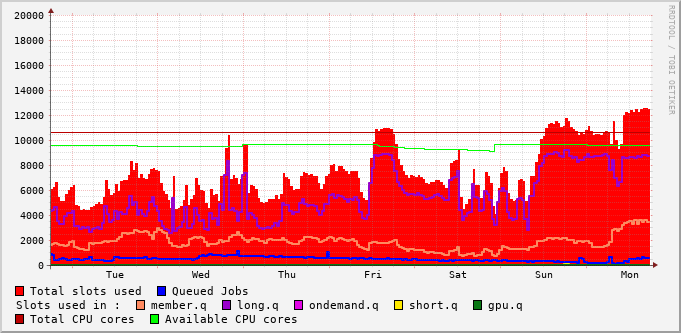 RRDTOOL / TOBI OETIKER
20000
18000
16000
14000
12000
10000
8000
6000
4000
2000
0
Tue Wed Thu Fri Sat Sun Mon
Total slots used Queued Jobs
Slots used in : member.q long.q ondemand.q short.q gpu.q
Total CPU cores Available CPU cores